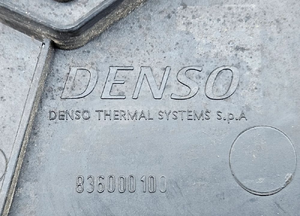 DENSO
DENSO THERMAL SYSTEMS S.p.A
836000100